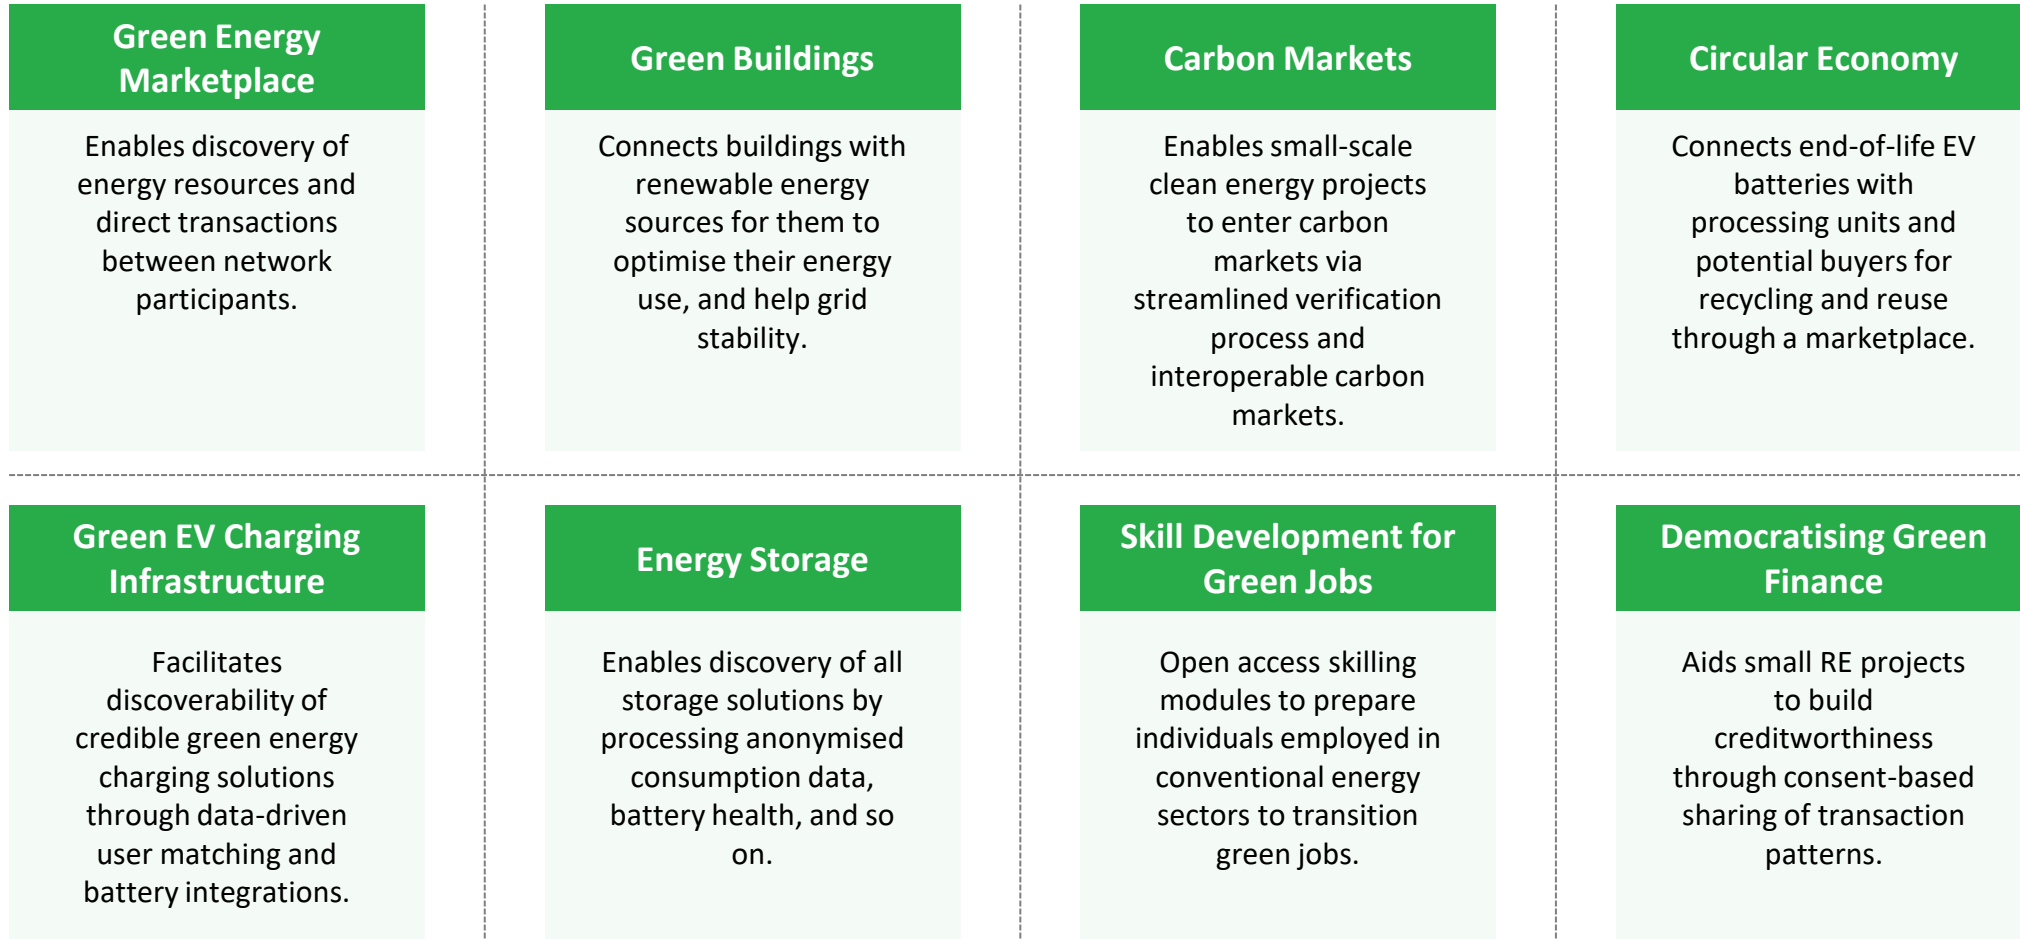 Green Energy
Marketplace
Enables discovery of
energy resources and
direct transactions
between network
participants.
Green Buildings
Connects buildings with
renewable energy
sources for them to
optimise their energy
use, and help grid
stability.
Carbon Markets
Enables small-scale
clean energy projects
to enter carbon
markets via
streamlined verification
process and
interoperable carbon
markets.
Circular Economy
Connects end-of-life EV
batteries with
processing units and
potential buyers for
recycling and reuse
through a marketplace.
Green EV Charging
Infrastructure
Facilitates
discoverability of
credible green energy
charging solutions
through data-driven
user matching and
battery integrations.
Energy Storage
Enables discovery of all
storage solutions by
processing anonymised
consumption data,
battery health, and so
on.
Skill Development for
Green Jobs
Open access skilling
modules to prepare
individuals employed in
conventional energy
sectors to transition
green jobs.
Democratising Green
Finance
Aids small RE projects
to build
creditworthiness
through consent-based
sharing of transaction
patterns.